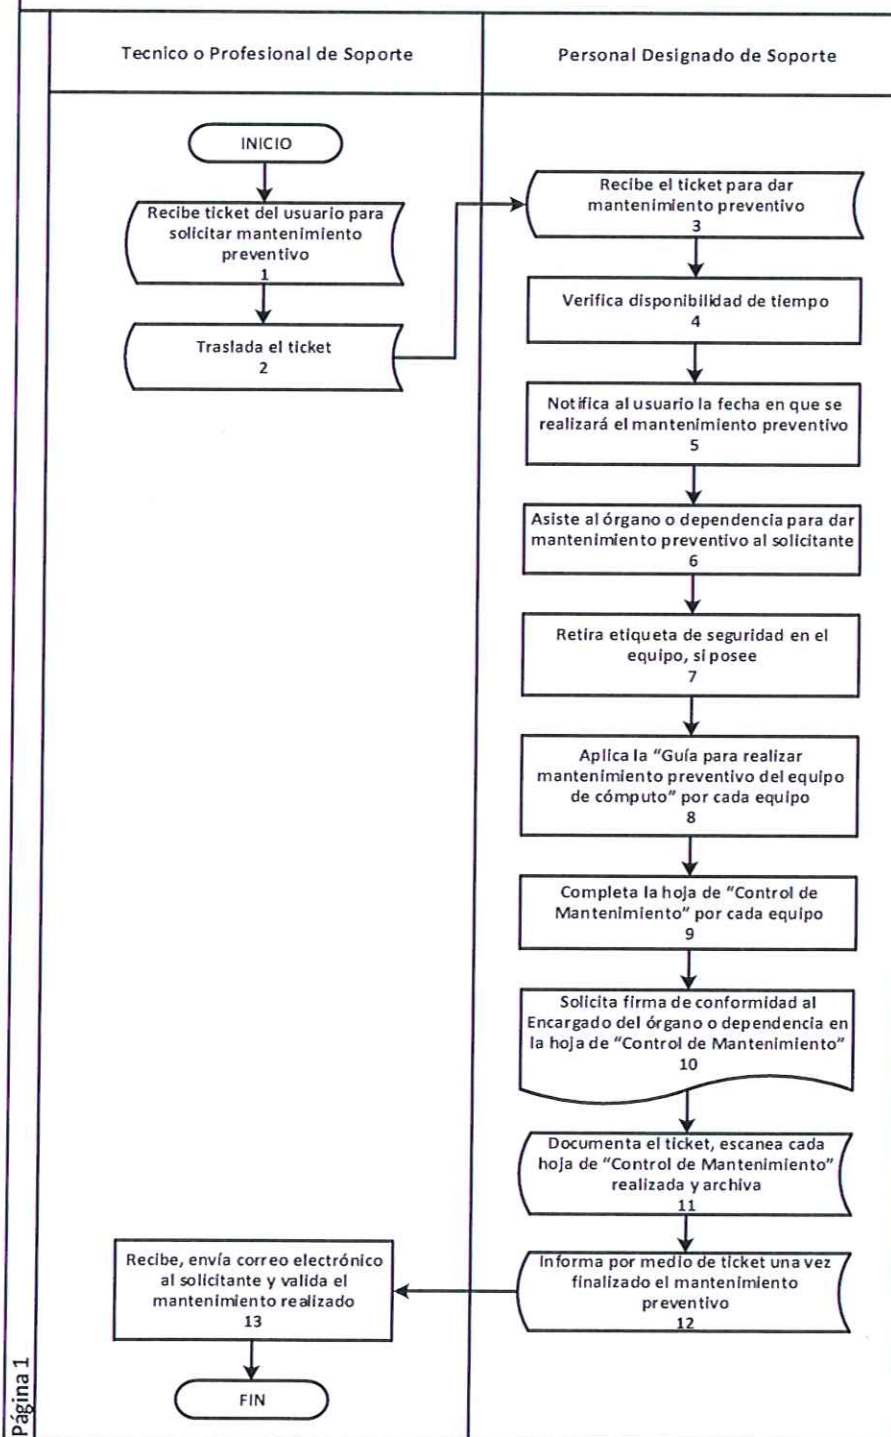 Tecnico o Profesional de Soporte
Personal Designado de Soporte
INICIO
Recibe ticket del usuario para
solicitar mantenimiento
preventivo
1
Traslada el ticket
2
Recibe el ticket para dar
mantenimiento preventivo
3
Verifica disponibilidad de tiempo
4
Notifica al usuario la fecha en que se
realizará el mantenimiento preventivo
5
Asiste al órgano o dependencia para dar
mantenimiento preventivo al solicitante
6
Retira etiqueta de seguridad en el
equipo, si posee
7
Aplica la “Guía para realizar
mantenimiento preventivo del equipo
de cómputo” por cada equipo
8
Completa la hoja de “Control de
Mantenimiento” por cada equipo
9
Solicita firma de conformidad al
Encargado del órgano o dependencia en
la hoja de “Control de Mantenimiento”
10
Documenta el ticket, escanea cada
hoja de “Control de Mantenimiento”
realizada y archiva
11
Informa por medio de ticket una vez
finalizado el mantenimiento
preventivo
12
Recibe, envía correo electrónico
al solicitante y valida el
mantenimiento realizado
13
FIN
Página 1